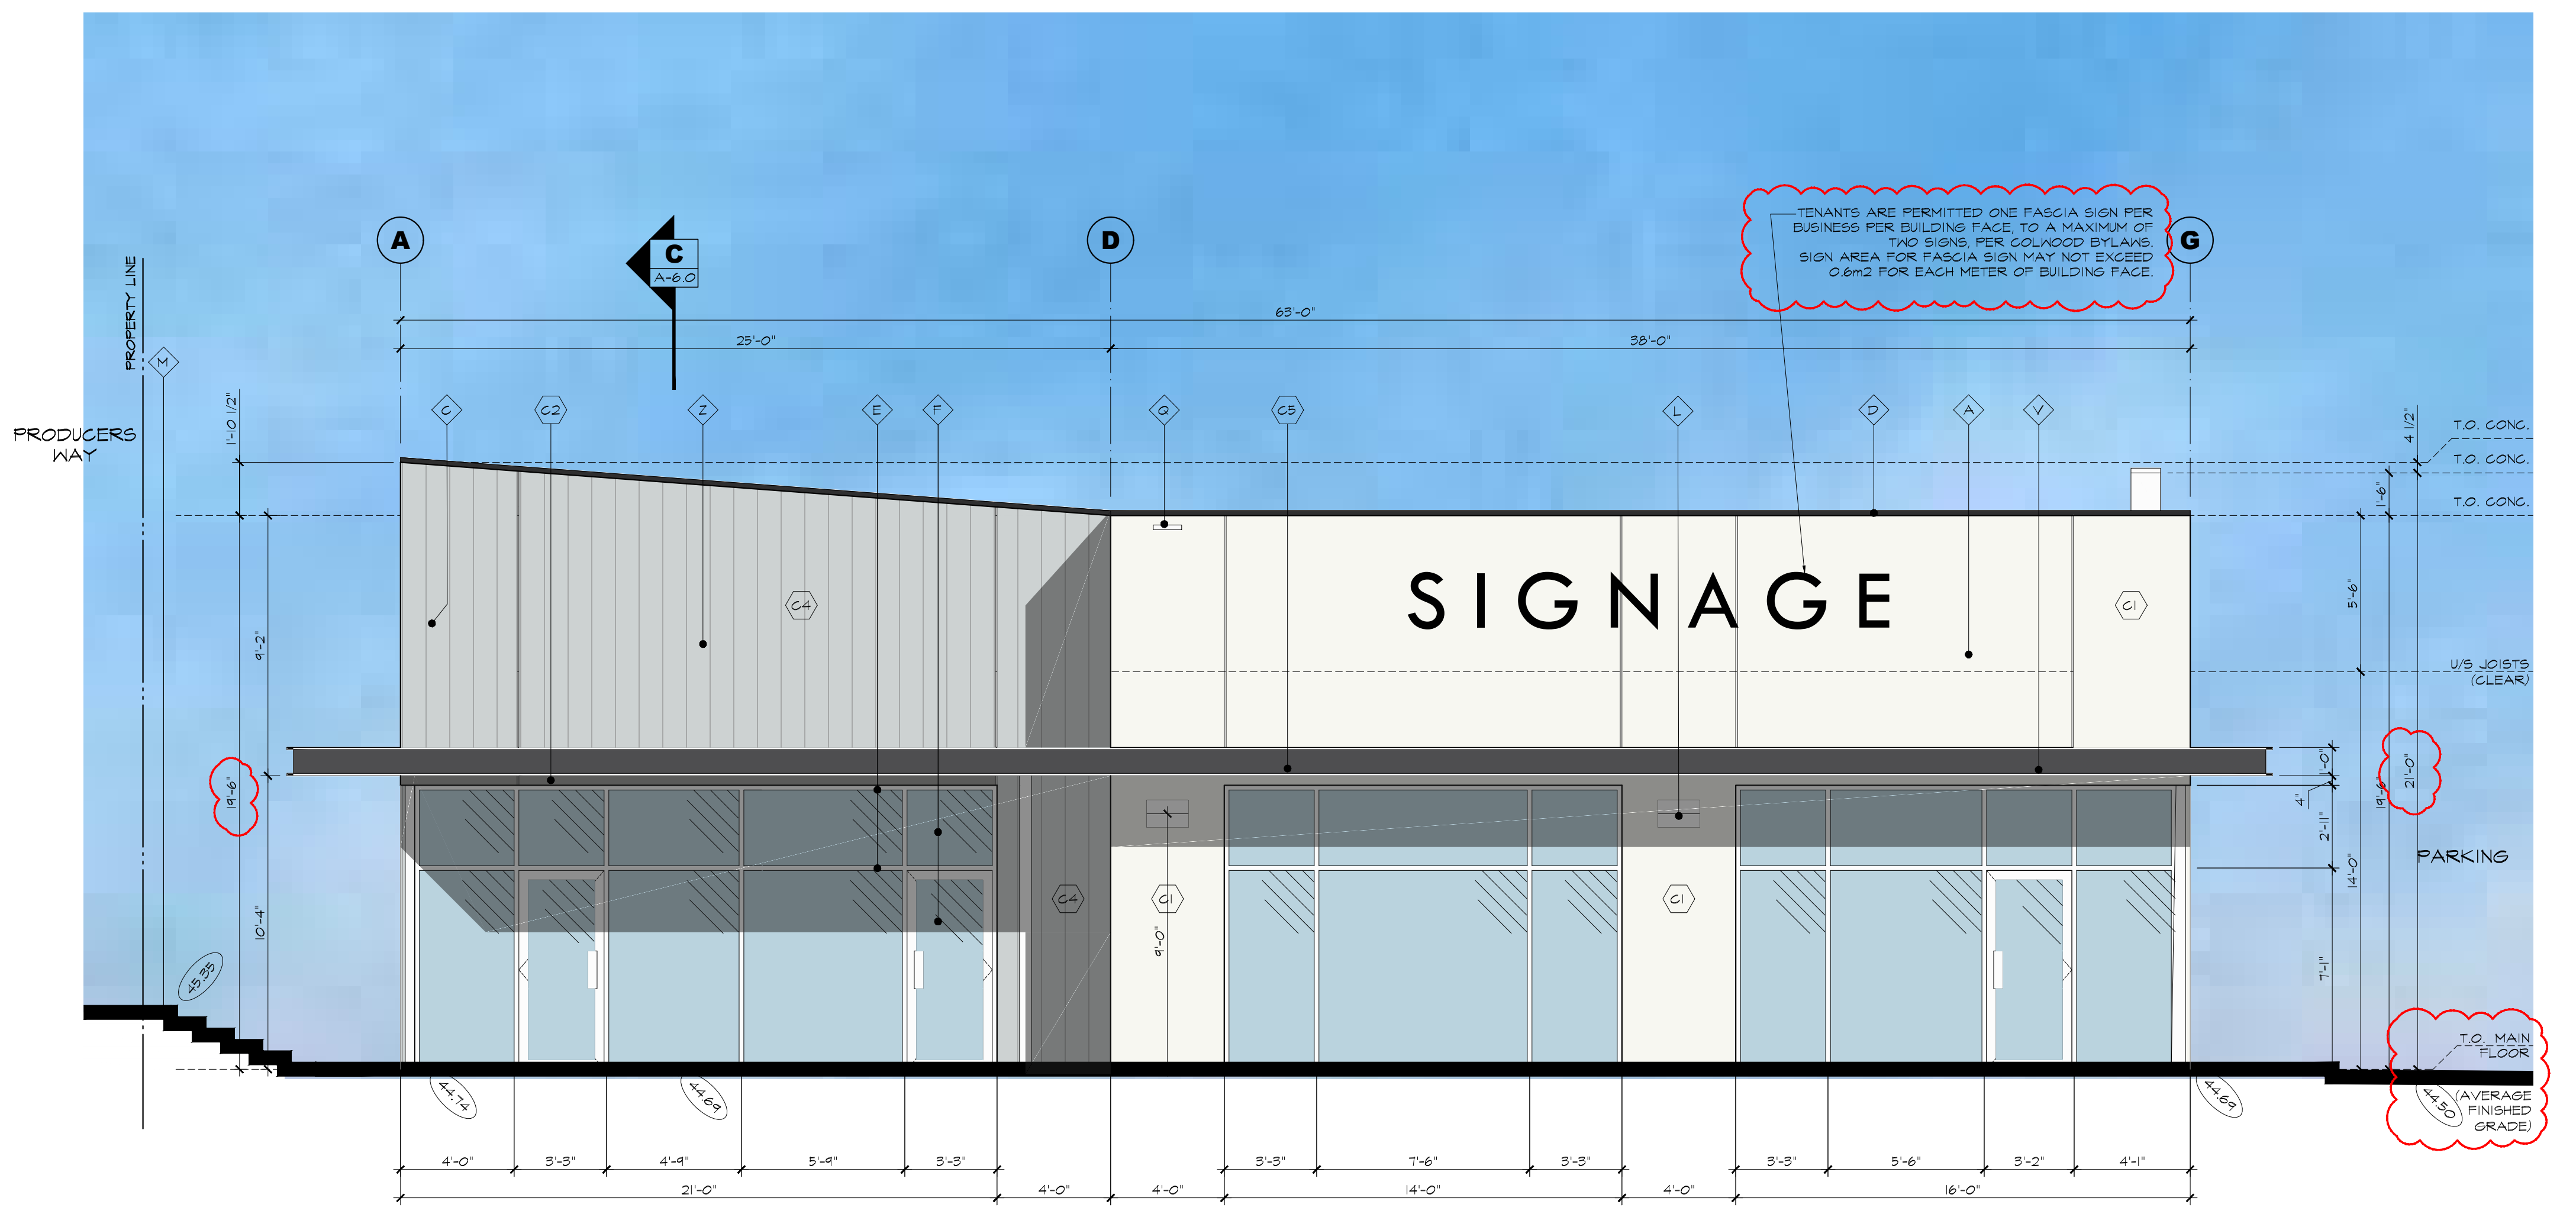 TENANTS ARE PERMITTED ONE FASCIA SIGN PER
BUSINESS PER BUILDING FACE, TO A MAXIMUM OF
TWO SIGNS, PER COLWOOD BYLAWS.
SIGN AREA FOR FASCIA SIGN MAY NOT EXCEED
0.6m2 FOR EACH METER OF BUILDING FACE.
A
C
A-6.0
D
G
PROPERTY LINE
63'-0"
25'-0"
38'-0"
M
C
C2
Z
E
F
Q
C5
L
D
A
V
PRODUCERS
WAY
1'-10 1/2"
4 1/2"
T.O. CONC.
T.O. CONC.
T.O. CONC.
1'-6"
SIGNAGE
C4
C1
5'-6"
9'-2"
U/S JOISTS
(CLEAR)
19'-6"
1'-0"
4"
19'-6"
21'-0"
2'-11"
14'-0"
PARKING
C4
C1
C1
10'-4"
9'-0"
7'-1"
45.35
T.O. MAIN
FLOOR
44.74
44.69
44.69
44.50
(AVERAGE
FINISHED
GRADE)
4'-0"
3'-3"
4'-9"
5'-9"
3'-3"
3'-3"
7'-6"
3'-3"
3'-3"
5'-6"
3'-2"
4'-1"
21'-0"
4'-0"
4'-0"
14'-0"
4'-0"
16'-0"